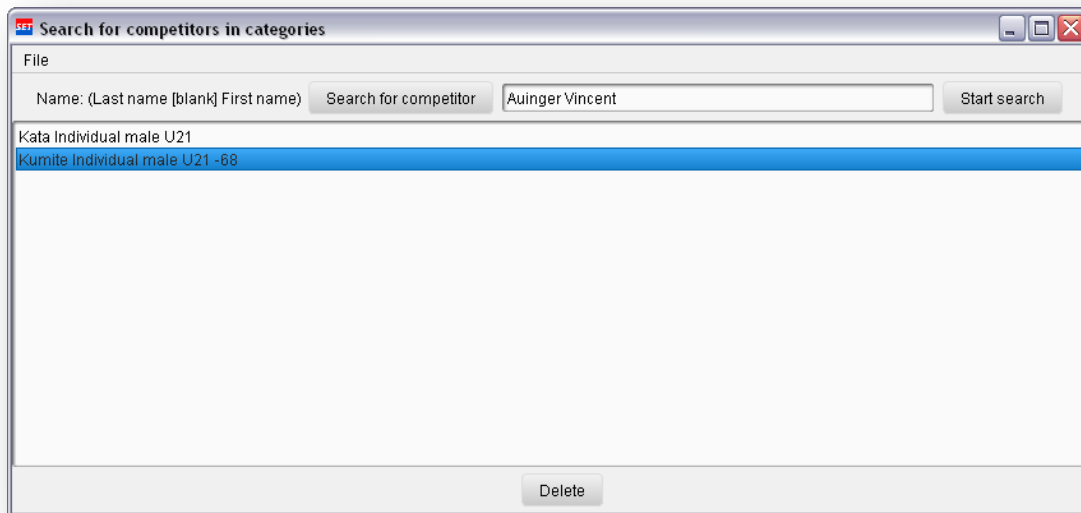 SET Search for competitors in categories
File
Name: (Last name [blank] First name) Search for competitor Auinger Vincent Start search
Kata Individual male U21
Kumite Individual male U21 -68
Delete